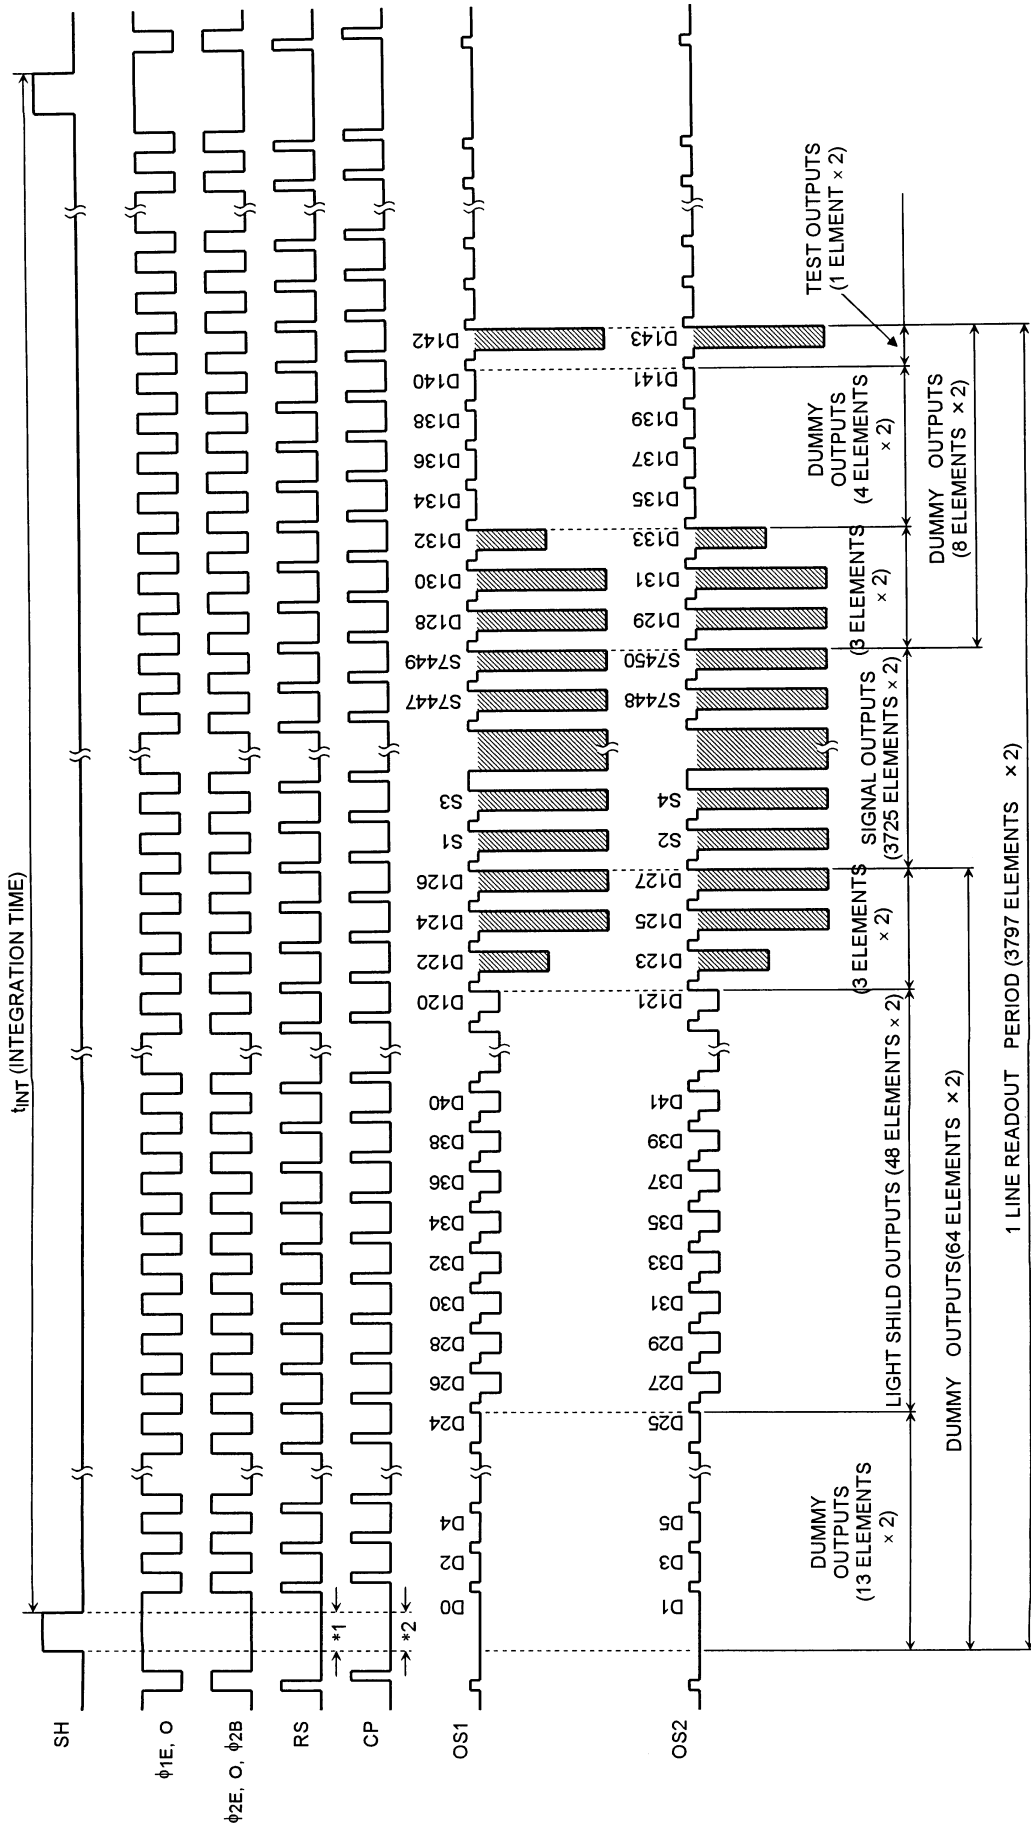 tINT (INTEGRATION TIME)
SH
ϕ1E, O
ϕ2E, O, ϕ2B
RS
*1
CP
*2
OS1
D0
D2
D4
D24
D26
D28
D30
D32
D34
D36
D38
D40
D120
D122
D124
D126
S1
S3
S7447
S7449
D128
D130
D132
D134
D136
D138
D140
D142
OS2
D1
D3
D5
D25
D27
D29
D31
D33
D35
D37
D39
D41
D121
D123
D125
D127
S2
S4
S7448
S7450
D129
D131
D133
D135
D137
D139
D141
D143
TEST OUTPUTS
(1 ELMENT × 2)
DUMMY
OUTPUTS
(13 ELEMENTS
× 2)
LIGHT SHILD OUTPUTS (48 ELEMENTS × 2)
(3 ELEMENTS
× 2)
SIGNAL OUTPUTS
(3725 ELEMENTS × 2)
(3 ELEMENTS
× 2)
DUMMY
OUTPUTS
(4 ELEMENTS
× 2)
DUMMY OUTPUTS(64 ELEMENTS × 2)
DUMMY OUTPUTS
(8 ELEMENTS × 2)
1 LINE READOUT PERIOD (3797 ELEMENTS × 2)